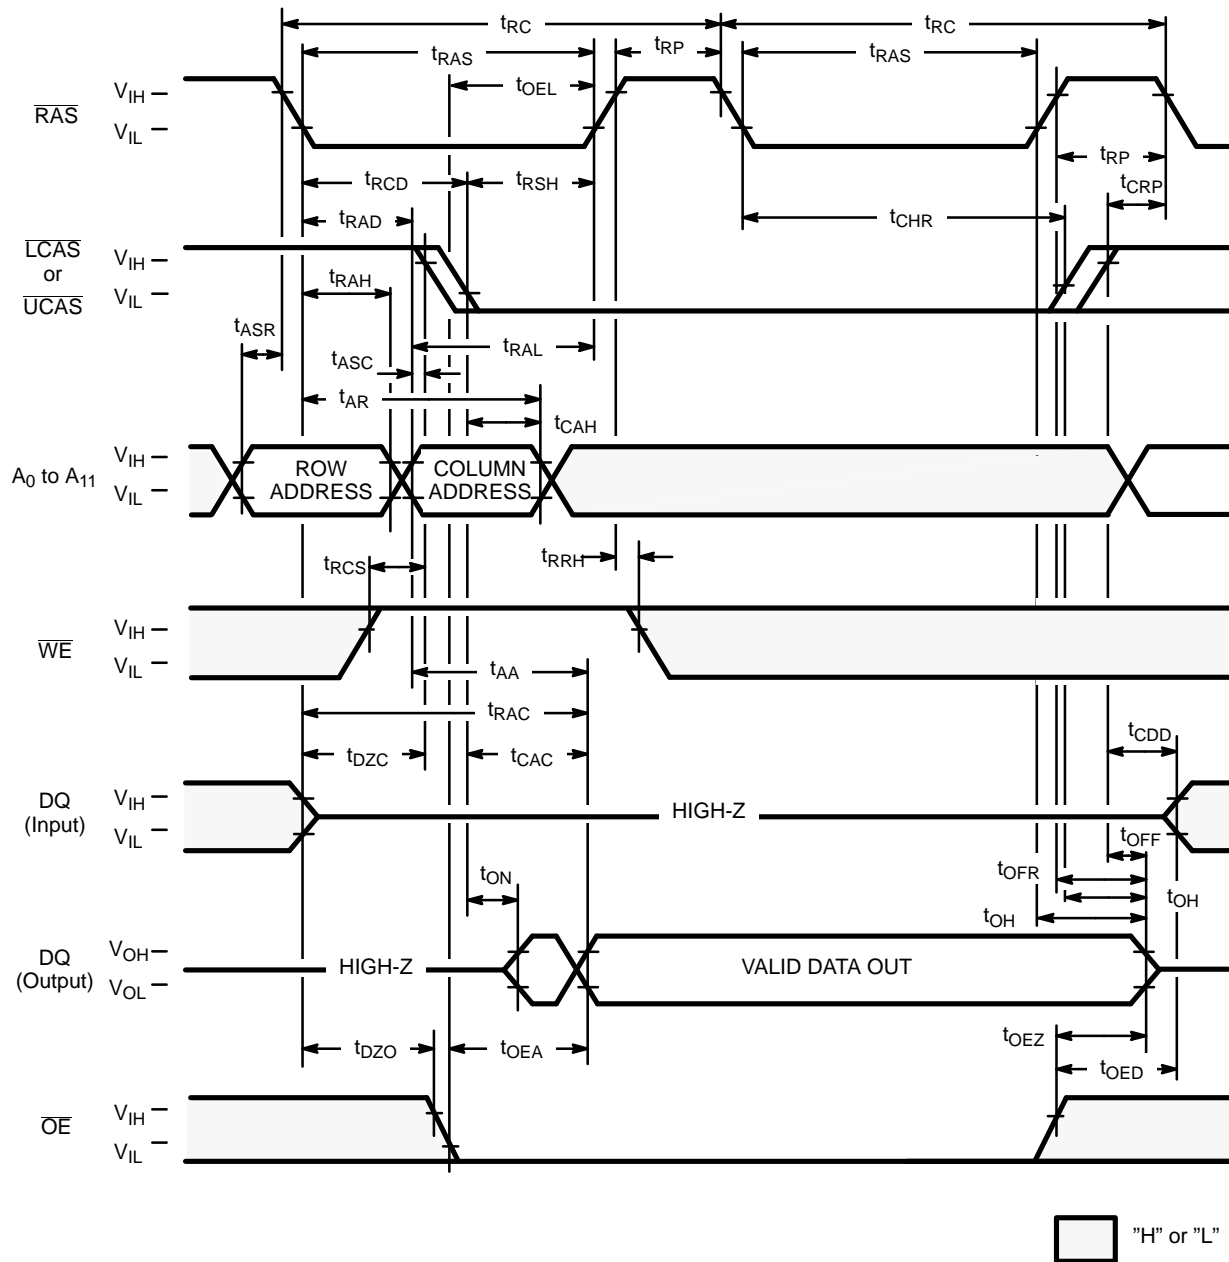 tRC
tRC
tRAS
tRP
tRAS
tOEL
RAS
VIH
VIL
tRP
tRCD
tRSH
tCRP
tRAD
tCHR
LCAS
or
UCAS
VIH
VIL
tRAH
tASR
tRAL
tASC
tAR
tCAH
A0 to A11
VIH
VIL
ROW
ADDRESS
COLUMN
ADDRESS
tRRH
tRCS
WE
VIH
VIL
tAA
tRAC
tDZC
tCAC
tCDD
DQ
(Input)
VIH
VIL
HIGH-Z
tOFF
tON
tOFR
tOH
tOH
DQ
(Output)
VOH
VOL
HIGH-Z
VALID DATA OUT
tDZO
tOEA
tOEZ
tOED
OE
VIH
VIL
"H" or "L"